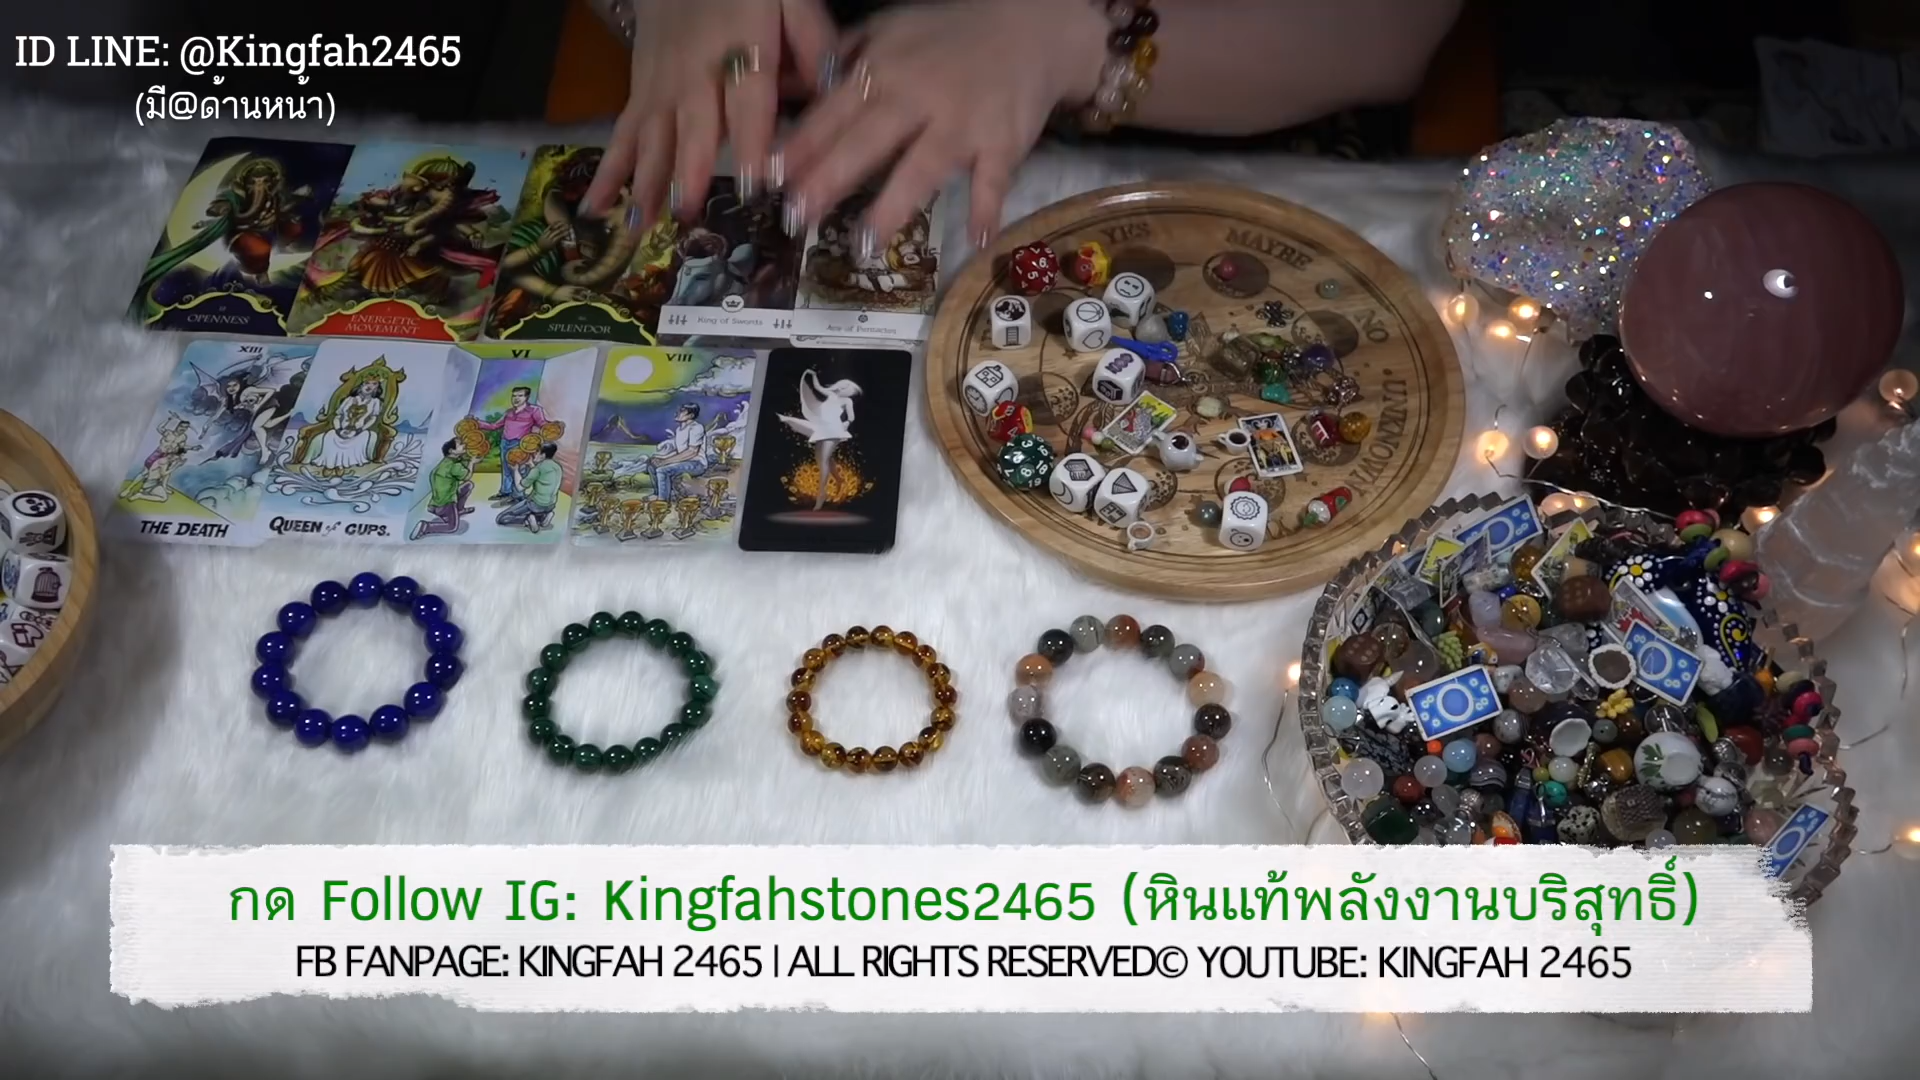 ID LINE: @Kingfah2465
(มี@ด้านหน้า)
OPENNESS
ENERGETIC
MOVEMENT
SPLENDOR
King of Swords
Ace of Pentacles
YES
MAYBE
NO
UNKNOWN
XIII
VI
VIII
THE DEATH
QUEEN of CUPS.
กด Follow IG: Kingfahstones2465 (หินแท้พลังงานบริสุทธิ์)
FB FANPAGE: KINGFAH 2465 | ALL RIGHTS RESERVED© YOUTUBE: KINGFAH 2465